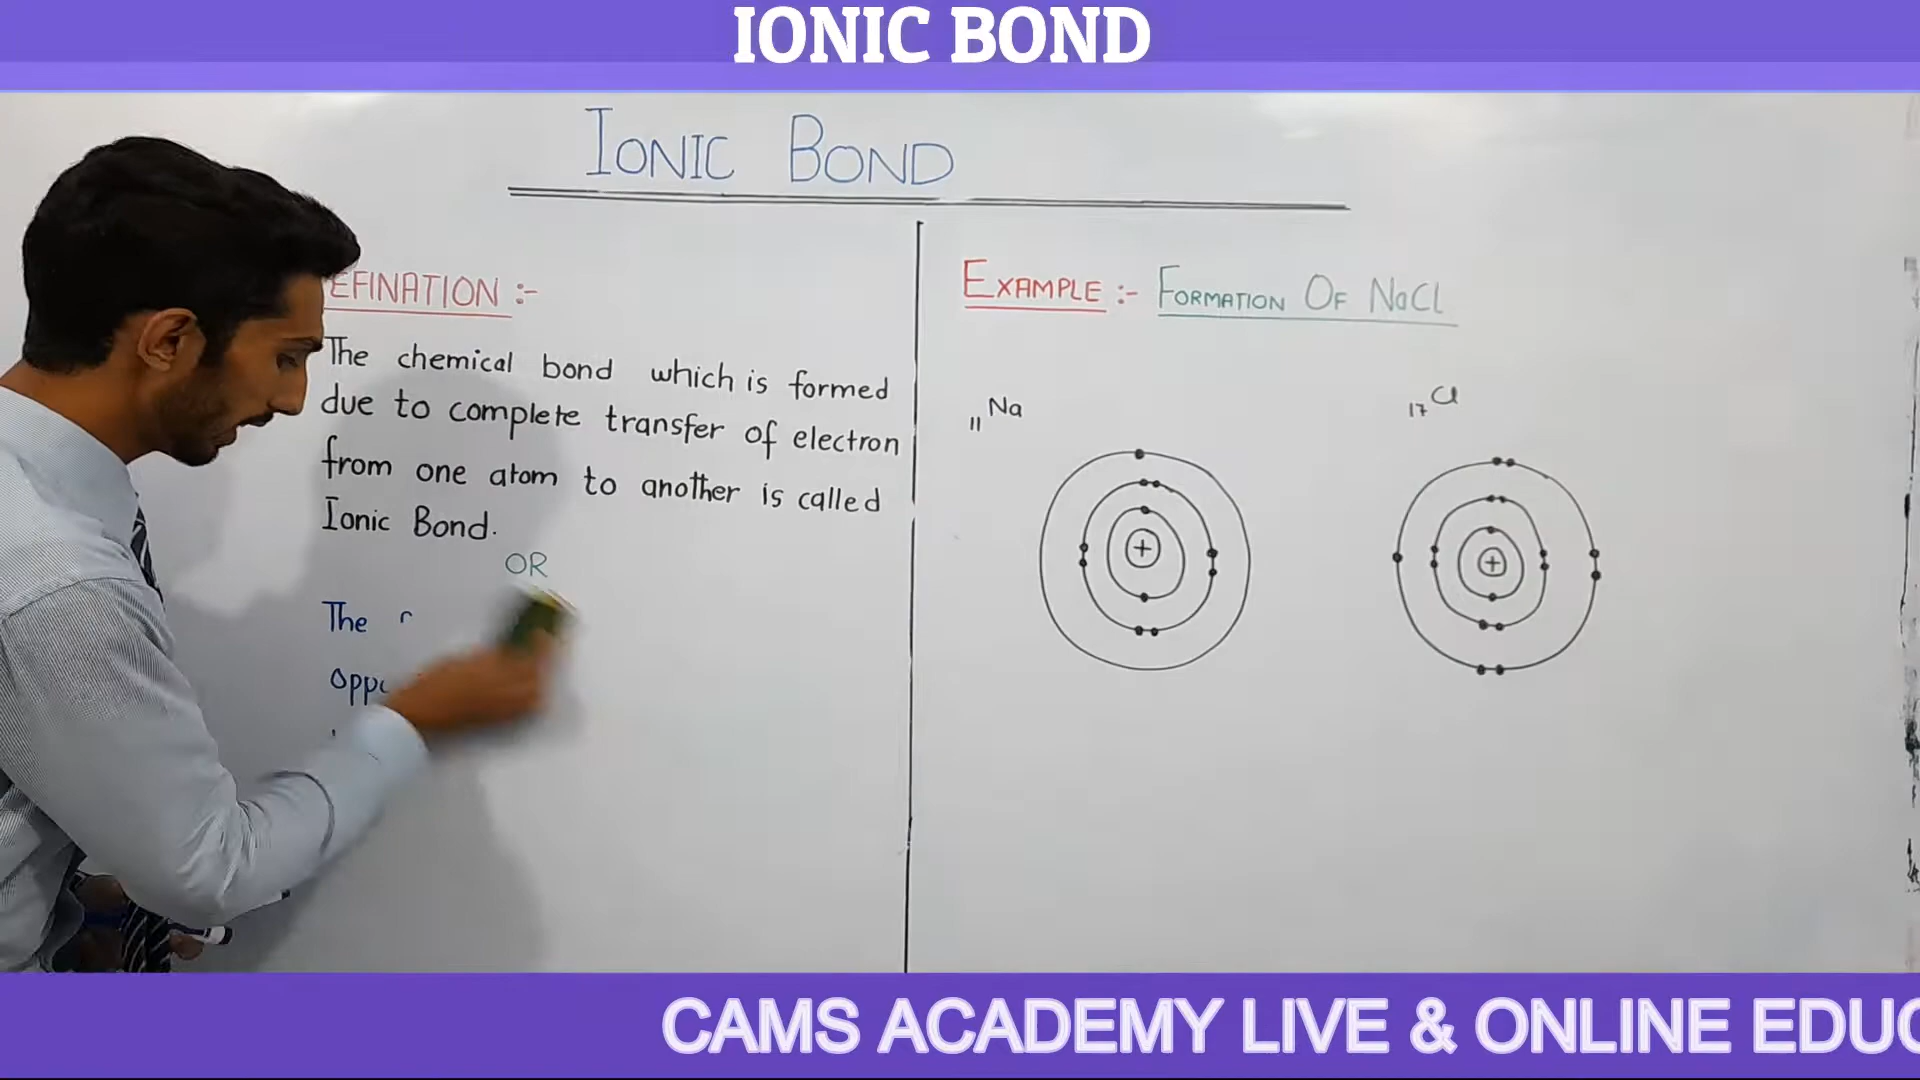 IONIC BOND
IONIC BOND
EFINATION :-
The chemical bond which is formed
due to complete transfer of electron
from one atom to another is called
Ionic Bond.
OR
The
EXAMPLE :- FORMATION OF NaCl
11Na
17Cl
+
+
CAMS ACADEMY LIVE & ONLINE EDUC